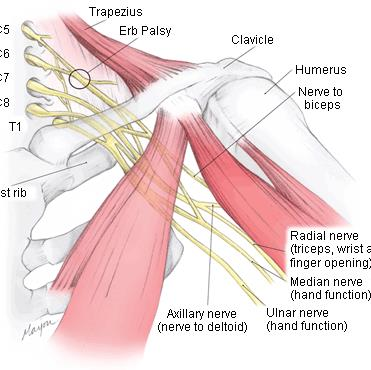 Trapezius
Erb Palsy
C5
C6
C7
C8
T1
Clavicle
Humerus
Nerve to
biceps
st rib
Radial nerve
(triceps, wrist a
finger opening)
Median nerve
(hand function)
Axillary nerve
(nerve to deltoid)
Ulnar nerve
(hand function)